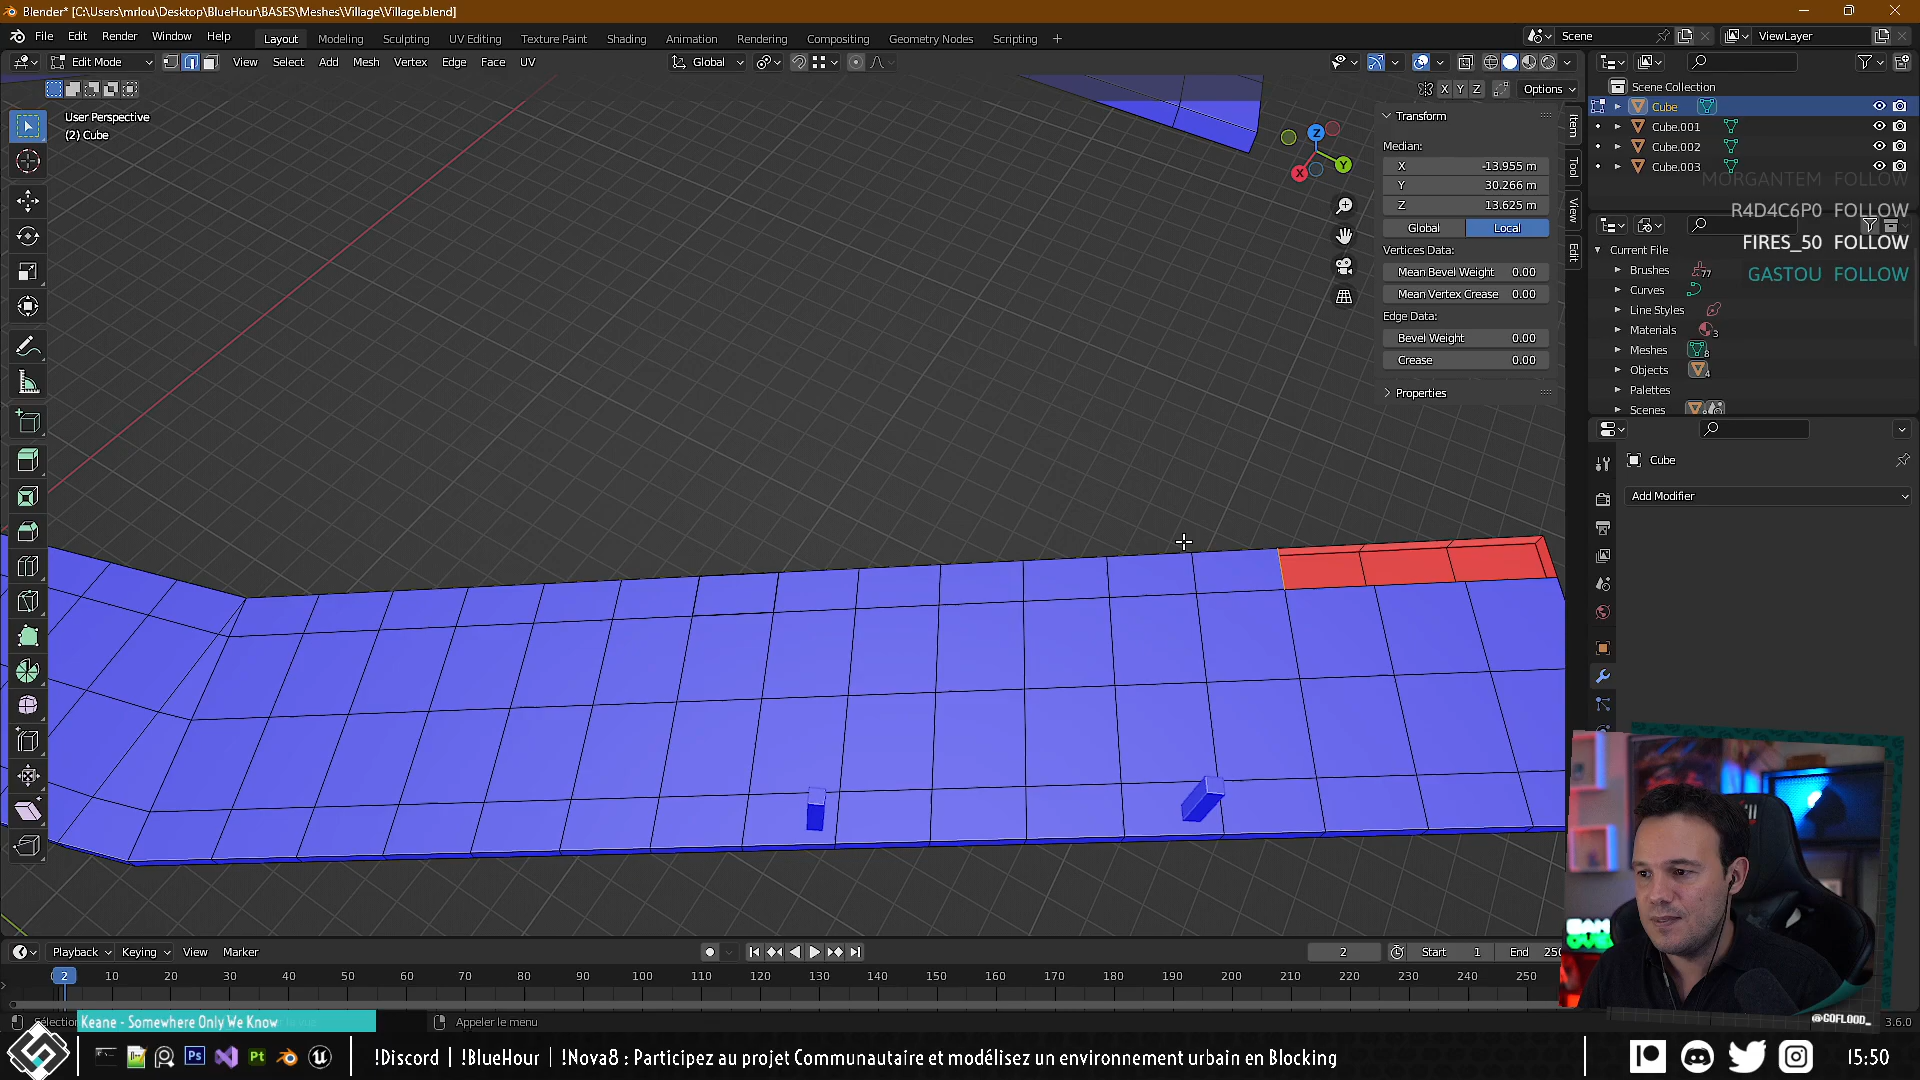 Blender* [C:\Users\mrlou\Desktop\BlueHour\BASES\Meshes\Village\Village.blend]
File Edit Render Window Help Layout Modeling Sculpting UV Editing Texture Paint Shading Animation Rendering Compositing Geometry Nodes Scripting + Scene ViewLayer
Edit Mode View Select Add Mesh Vertex Edge Face UV Global
X Y Z Options
User Perspective
(2) Cube
Transform
Median:
X -13.955 m
Y 30.266 m
Z 13.625 m
Global Local
Vertices Data:
Mean Bevel Weight 0.00
Mean Vertex Crease 0.00
Edge Data:
Bevel Weight 0.00
Crease 0.00
Properties
Item
Tool
View
Edit
Z
Y
X
Scene Collection
Cube
Cube.001
Cube.002
Cube.003
MORGANTEM FOLLOW
R4D4C6P0 FOLLOW
FIRES_50 FOLLOW
GASTOU FOLLOW
Current File
Brushes 77
Curves
Line Styles
Materials 3
Meshes 8
Objects 4
Palettes
Scenes
Cube
Add Modifier
Playback Keying View Marker 2 Start 1 End 250
2 10 20 30 40 50 60 70 80 90 100 110 120 130 140 150 160 170 180 190 200 210 220 230 240 250
Keane - Somewhere Only We Know
Appeler le menu
3.6.0
@GOFLOOD_
!Discord | !BlueHour | !Nova8 : Participez au projet Communautaire et modélisez un environnement urbain en Blocking
15:50